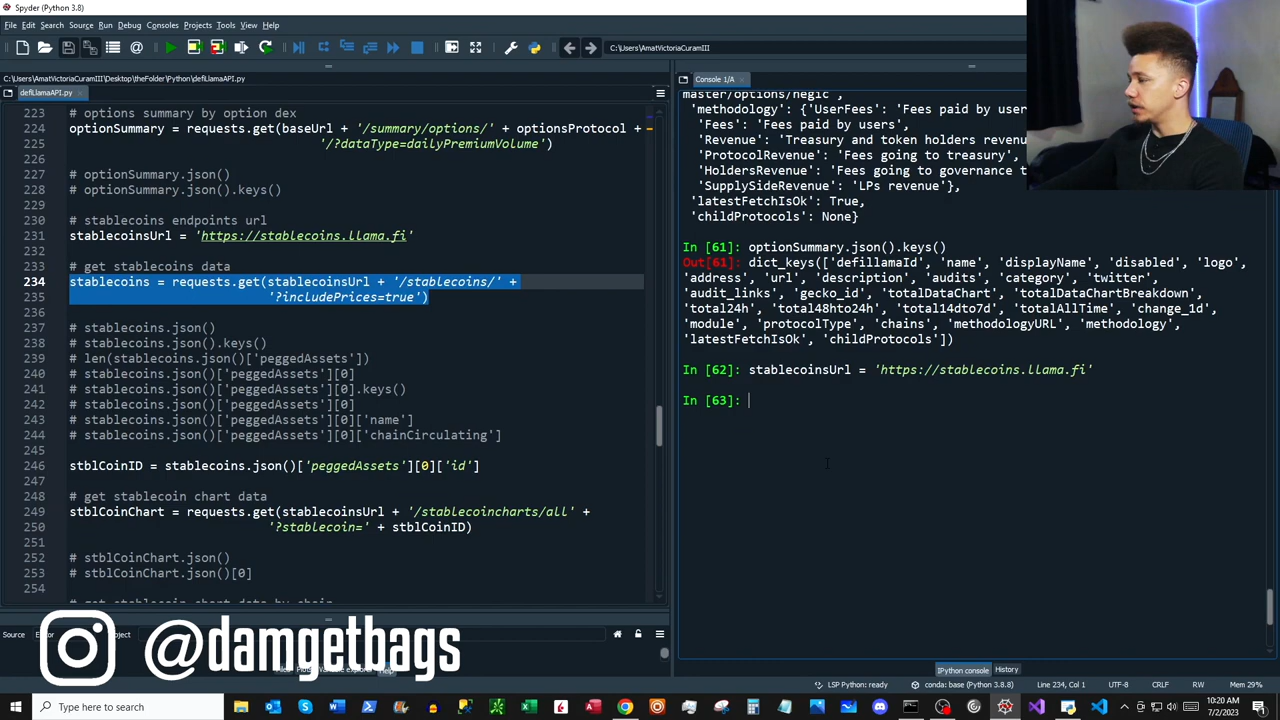 Spyder (Python 3.8)
File Edit Search Source Run Debug Consoles Projects Tools View Help
C:\Users\AmatVictoriaCuramIII
C:\Users\AmatVictoriaCuramIII\Desktop\theFolder\Python\defiLlamaAPI.py
defiLlamaAPI.py
223 # options summary by option dex
224 optionSummary = requests.get(baseUrl + '/summary/options/' + optionsProtocol +
225 '/?dataType=dailyPremiumVolume')
226
227 # optionSummary.json()
228 # optionSummary.json().keys()
229
230 # stablecoins endpoints url
231 stablecoinsUrl = 'https://stablecoins.llama.fi'
232
233 # get stablecoins data
234 stablecoins = requests.get(stablecoinsUrl + '/stablecoins/' +
235 '?includePrices=true')
236
237 # stablecoins.json()
238 # stablecoins.json().keys()
239 # len(stablecoins.json()['peggedAssets'])
240 # stablecoins.json()['peggedAssets'][0]
241 # stablecoins.json()['peggedAssets'][0].keys()
242 # stablecoins.json()['peggedAssets'][0]
243 # stablecoins.json()['peggedAssets'][0]['name']
244 # stablecoins.json()['peggedAssets'][0]['chainCirculating']
245
246 stblCoinID = stablecoins.json()['peggedAssets'][0]['id']
247
248 # get stablecoin chart data
249 stblCoinChart = requests.get(stablecoinsUrl + '/stablecoincharts/all' +
250 '?stablecoin=' + stblCoinID)
251
252 # stblCoinChart.json()
253 # stblCoinChart.json()[0]
254
# get stablecoin chart data by chain
Source
@damgetbags
Console 1/A
master/options/hegic',
'methodology': {'UserFees': 'Fees paid by user
'Fees': 'Fees paid by users',
'Revenue': 'Treasury and token holders revenu
'ProtocolRevenue': 'Fees going to treasury',
'HoldersRevenue': 'Fees going to governance t
'SupplySideRevenue': 'LPs revenue'},
'latestFetchIsOk': True,
'childProtocols': None}
In [61]: optionSummary.json().keys()
Out[61]: dict_keys(['defillamaId', 'name', 'displayName', 'disabled', 'logo',
'address', 'url', 'description', 'audits', 'category', 'twitter',
'audit_links', 'gecko_id', 'totalDataChart', 'totalDataChartBreakdown',
'total24h', 'total48hto24h', 'total14dto7d', 'totalAllTime', 'change_1d',
'module', 'protocolType', 'chains', 'methodologyURL', 'methodology',
'latestFetchIsOk', 'childProtocols'])
In [62]: stablecoinsUrl = 'https://stablecoins.llama.fi'
In [63]:
IPython console History
LSP Python: ready conda: base (Python 3.8.8) Line 234, Col 1 UTF-8 CRLF RW Mem 29%
Type here to search
10:20 AM
7/2/2023